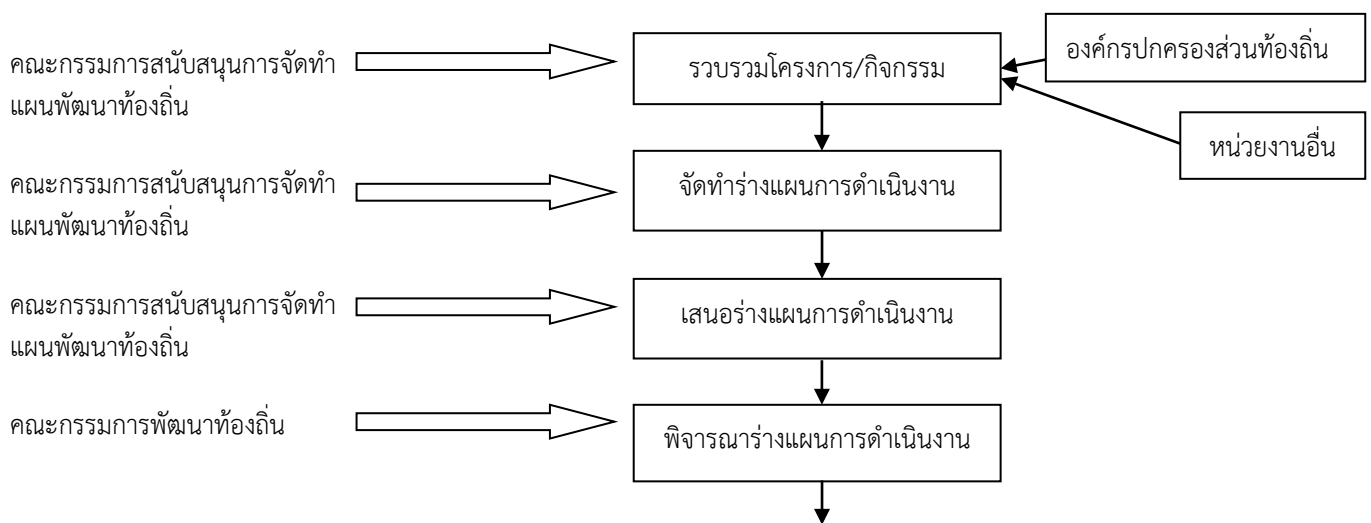 องค์กรปกครองส่วนท้องถิ่น
คณะกรรมการสนับสนุนการจัดทำ
แผนพัฒนาท้องถิ่น
รวบรวมโครงการ/กิจกรรม
หน่วยงานอื่น
คณะกรรมการสนับสนุนการจัดทำ
แผนพัฒนาท้องถิ่น
จัดทำร่างแผนการดำเนินงาน
คณะกรรมการสนับสนุนการจัดทำ
แผนพัฒนาท้องถิ่น
เสนอร่างแผนการดำเนินงาน
คณะกรรมการพัฒนาท้องถิ่น
พิจารณาร่างแผนการดำเนินงาน